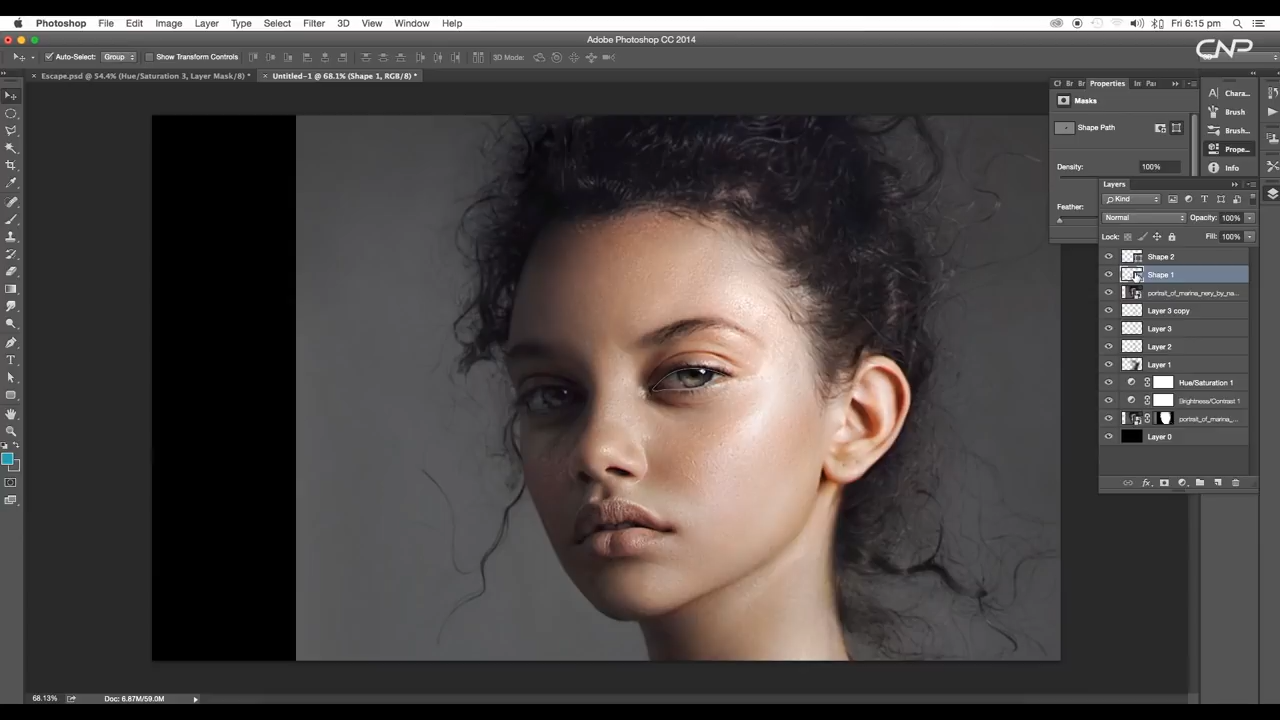 Photoshop File Edit Image Layer Type Select Filter 3D View Window Help Fri 6:15 pm
Adobe Photoshop CC 2014
CNP
Auto-Select: Group Show Transform Controls 3D Mode:
Escape.psd @ 54.4% (Hue/Saturation 3, Layer Mask/8) * Untitled-1 @ 68.1% (Shape 1, RGB/8) *
Properties
Masks
Shape Path
Density: 100%
Feather:
Chara...
Brush
Brush...
Prope...
Info
Layers
Kind
Normal Opacity: 100%
Lock: Fill: 100%
Shape 2
Shape 1
portrait_of_marina_nery_by_na...
Layer 3 copy
Layer 3
Layer 2
Layer 1
Hue/Saturation 1
Brightness/Contrast 1
portrait_of_marina_...
Layer 0
68.13% Doc: 6.87M/59.0M